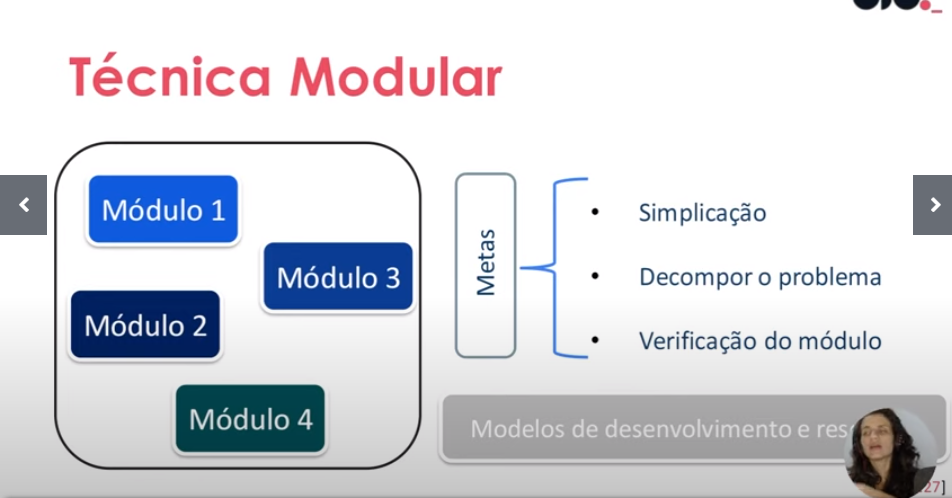 Técnica Modular
Módulo 1
Módulo 3
Módulo 2
Módulo 4
Metas
• Simplicação
• Decompor o problema
• Verificação do módulo
Modelos de desenvolvimento e
27]